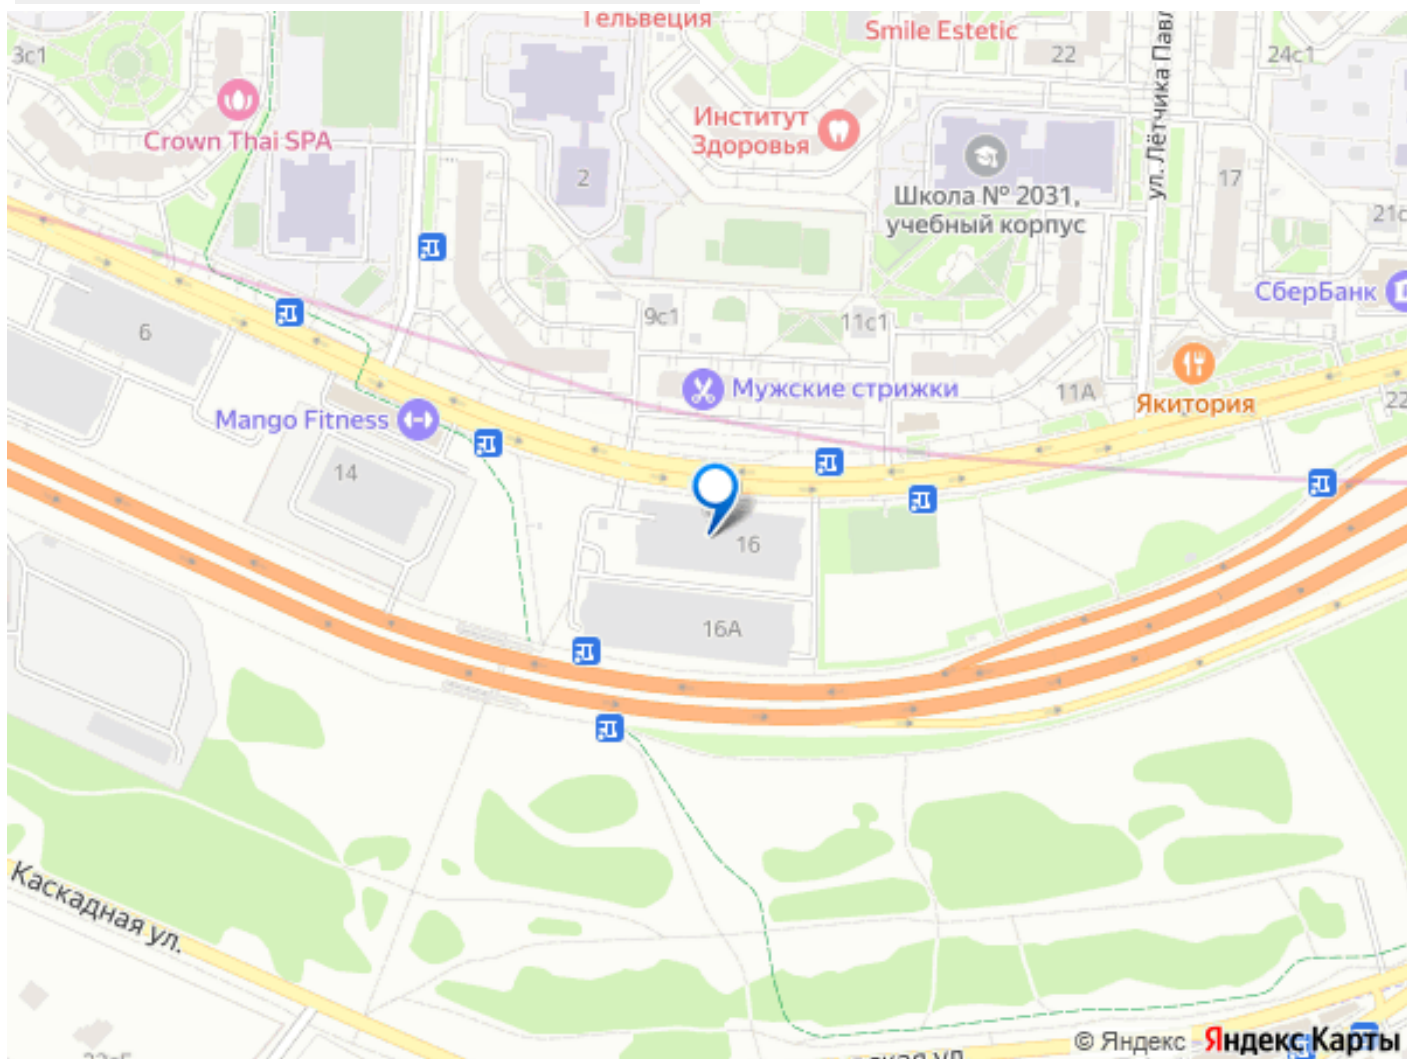 Гельвеция
Smile Estetic
3с1
22
24с1
Crown Thai SPA
Институт
Здоровья
ул. Лётчика Павл
2
Школа № 2031,
учебный корпус
17
21с
СберБанк
6
9с1
11с1
Мужские стрижки
11А
Якитория
22
Mango Fitness
14
16
16А
Каскадная ул.
© Яндекс
Яндекс Карты